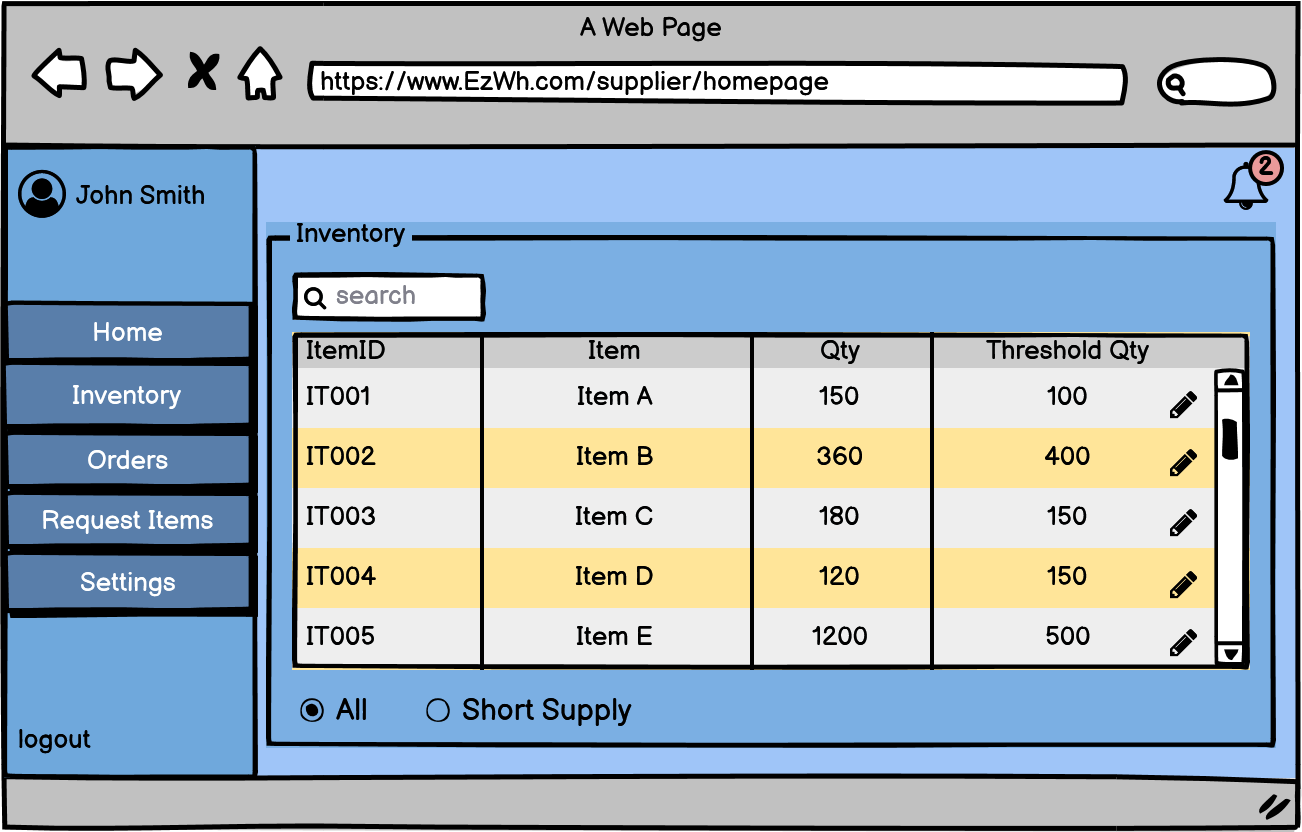 A Web Page
https://www.EzWh.com/supplier/homepage
John Smith
2
Home
Inventory
Orders
Request Items
Settings
logout
Inventory
search
ItemID Item Qty Threshold Qty
IT001 Item A 150 100
IT002 Item B 360 400
IT003 Item C 180 150
IT004 Item D 120 150
IT005 Item E 1200 500
All Short Supply